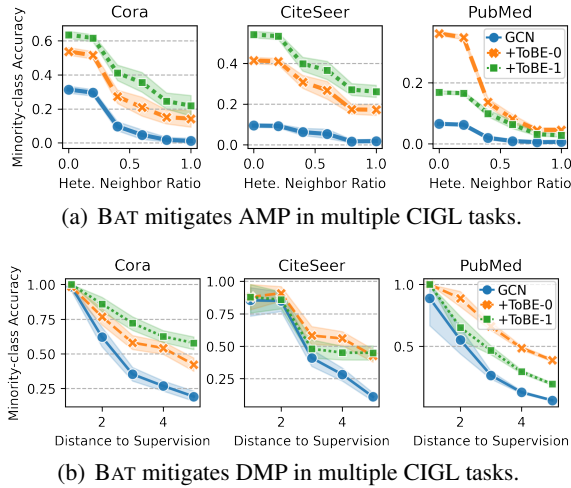 Cora CiteSeer PubMed
Minority-class Accuracy
0.6
0.4
0.2
0.0
0.4
0.2
0.0
0.2
0.0
GCN
+ToBE-0
+ToBE-1
0.0 0.5 1.0 0.0 0.5 1.0 0.0 0.5 1.0
Hete. Neighbor Ratio Hete. Neighbor Ratio Hete. Neighbor Ratio
(a) BAT mitigates AMP in multiple CIGL tasks.
Cora CiteSeer PubMed
Minority-class Accuracy
1.00
0.75
0.50
0.25
1.00
0.75
0.50
0.25
1.0
0.5
GCN
+ToBE-0
+ToBE-1
2 4 2 4 2 4
Distance to Supervision Distance to Supervision Distance to Supervision
(b) BAT mitigates DMP in multiple CIGL tasks.